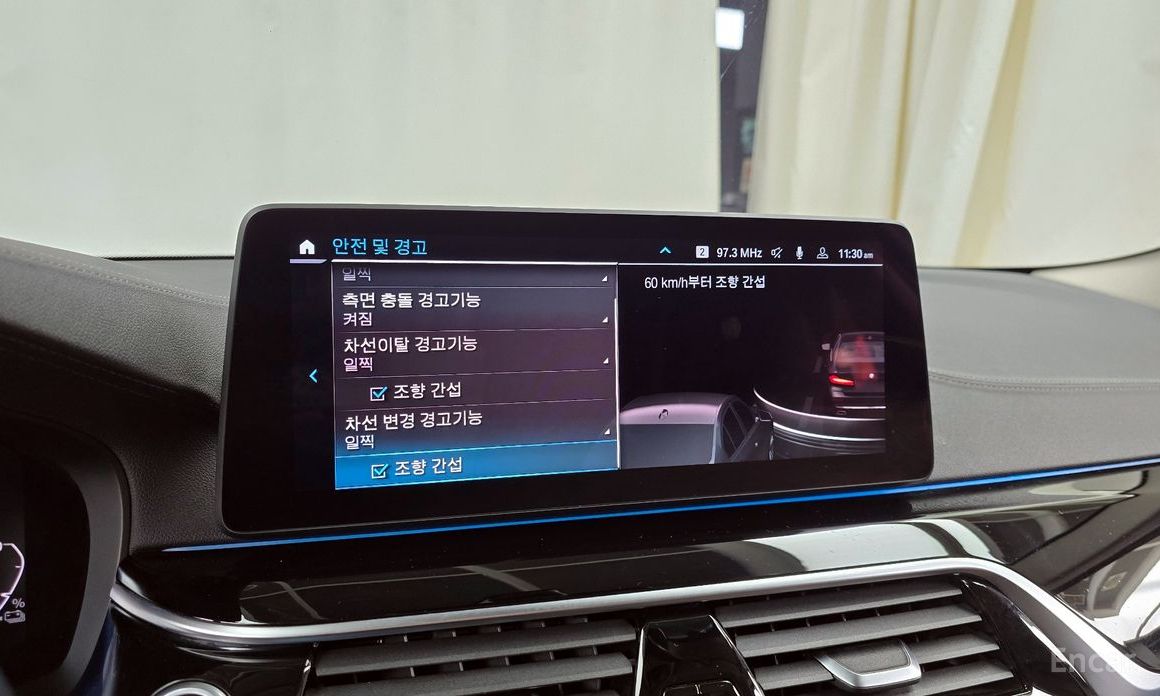 안전 및 경고
2 97.3 MHz 11:30 am
일찍
측면 충돌 경고기능
켜짐
차선이탈 경고기능
일찍
조향 간섭
차선 변경 경고기능
일찍
조향 간섭
60 km/h부터 조향 간섭
%
Encar